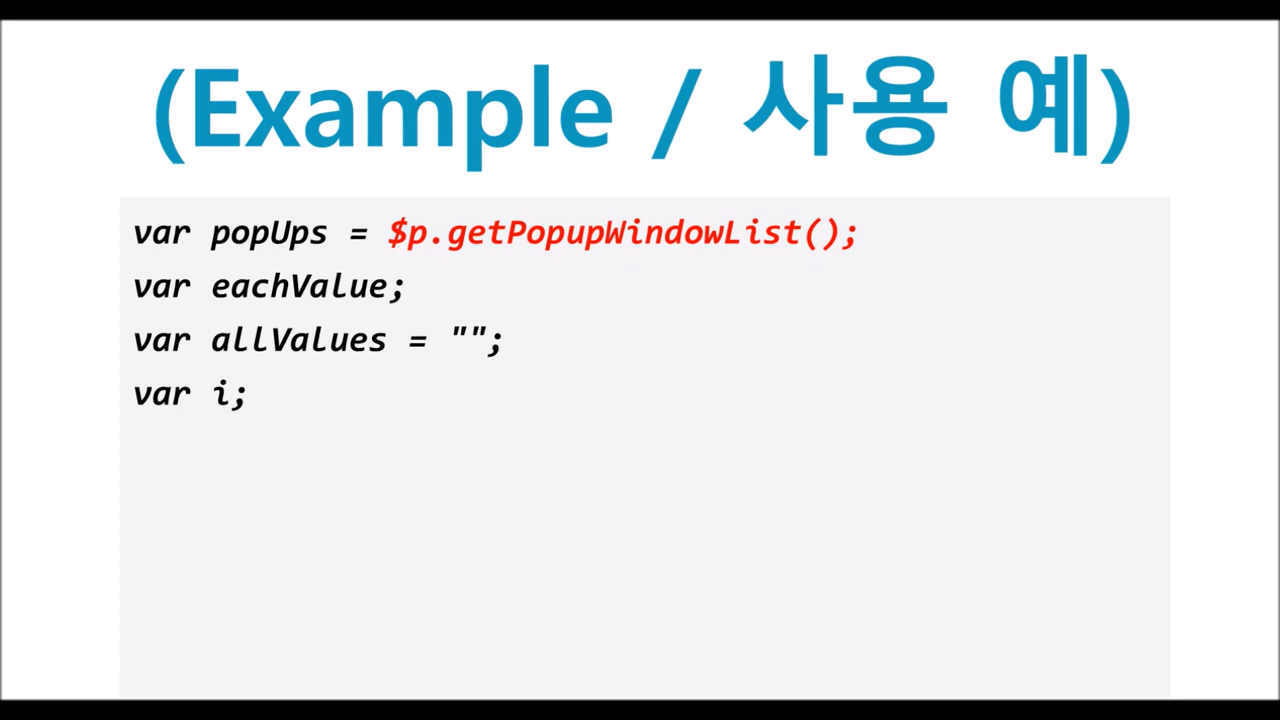 (Example / 사용 예)
var popUps = $p.getPopupWindowList();
var eachValue;
var allValues = "";
var i;